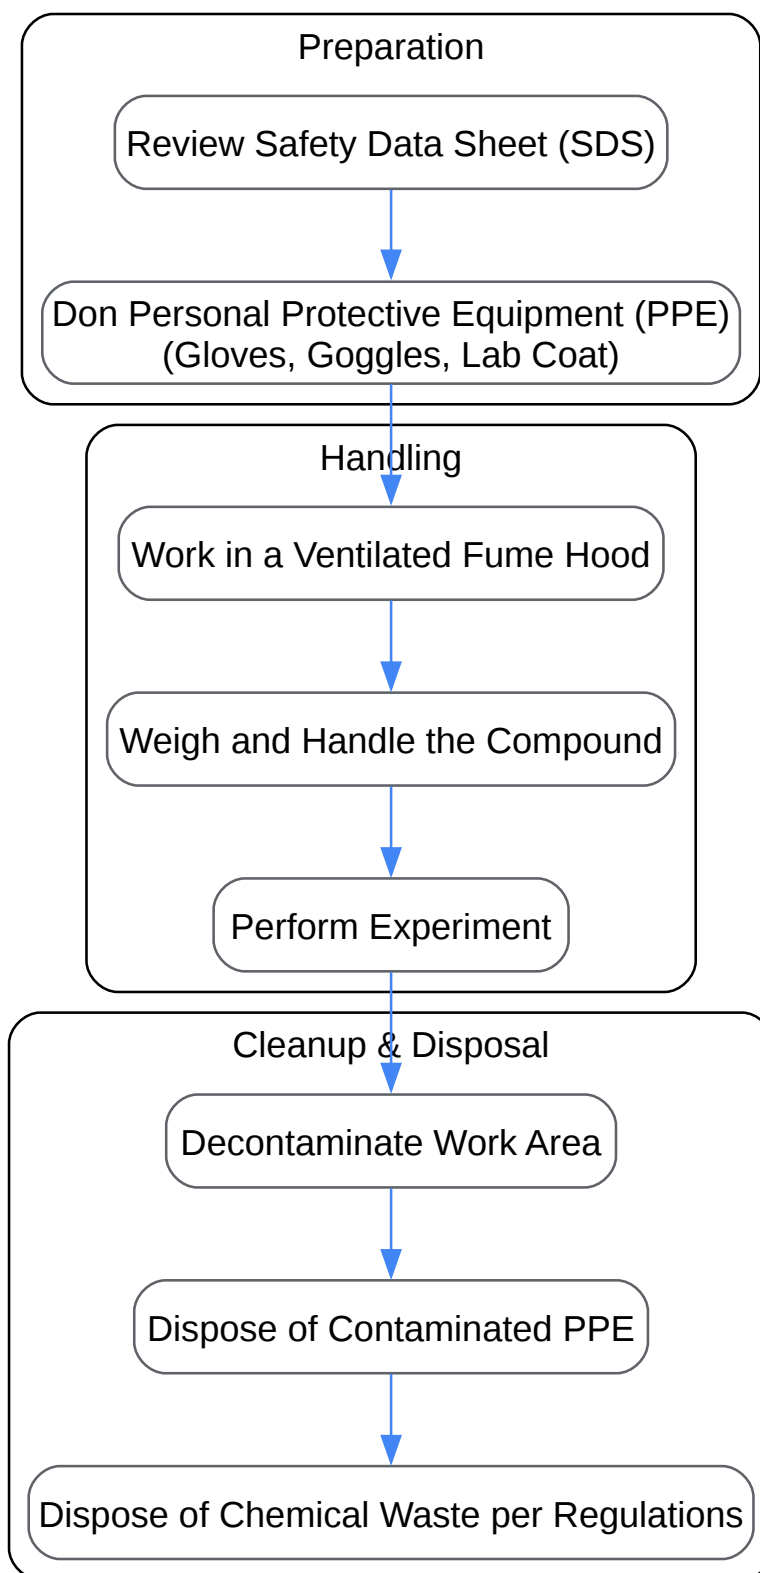 Preparation
Review Safety Data Sheet (SDS)
Don Personal Protective Equipment (PPE)
(Gloves, Goggles, Lab Coat)
Handling
Work in a Ventilated Fume Hood
Weigh and Handle the Compound
Perform Experiment
Cleanup & Disposal
Decontaminate Work Area
Dispose of Contaminated PPE
Dispose of Chemical Waste per Regulations